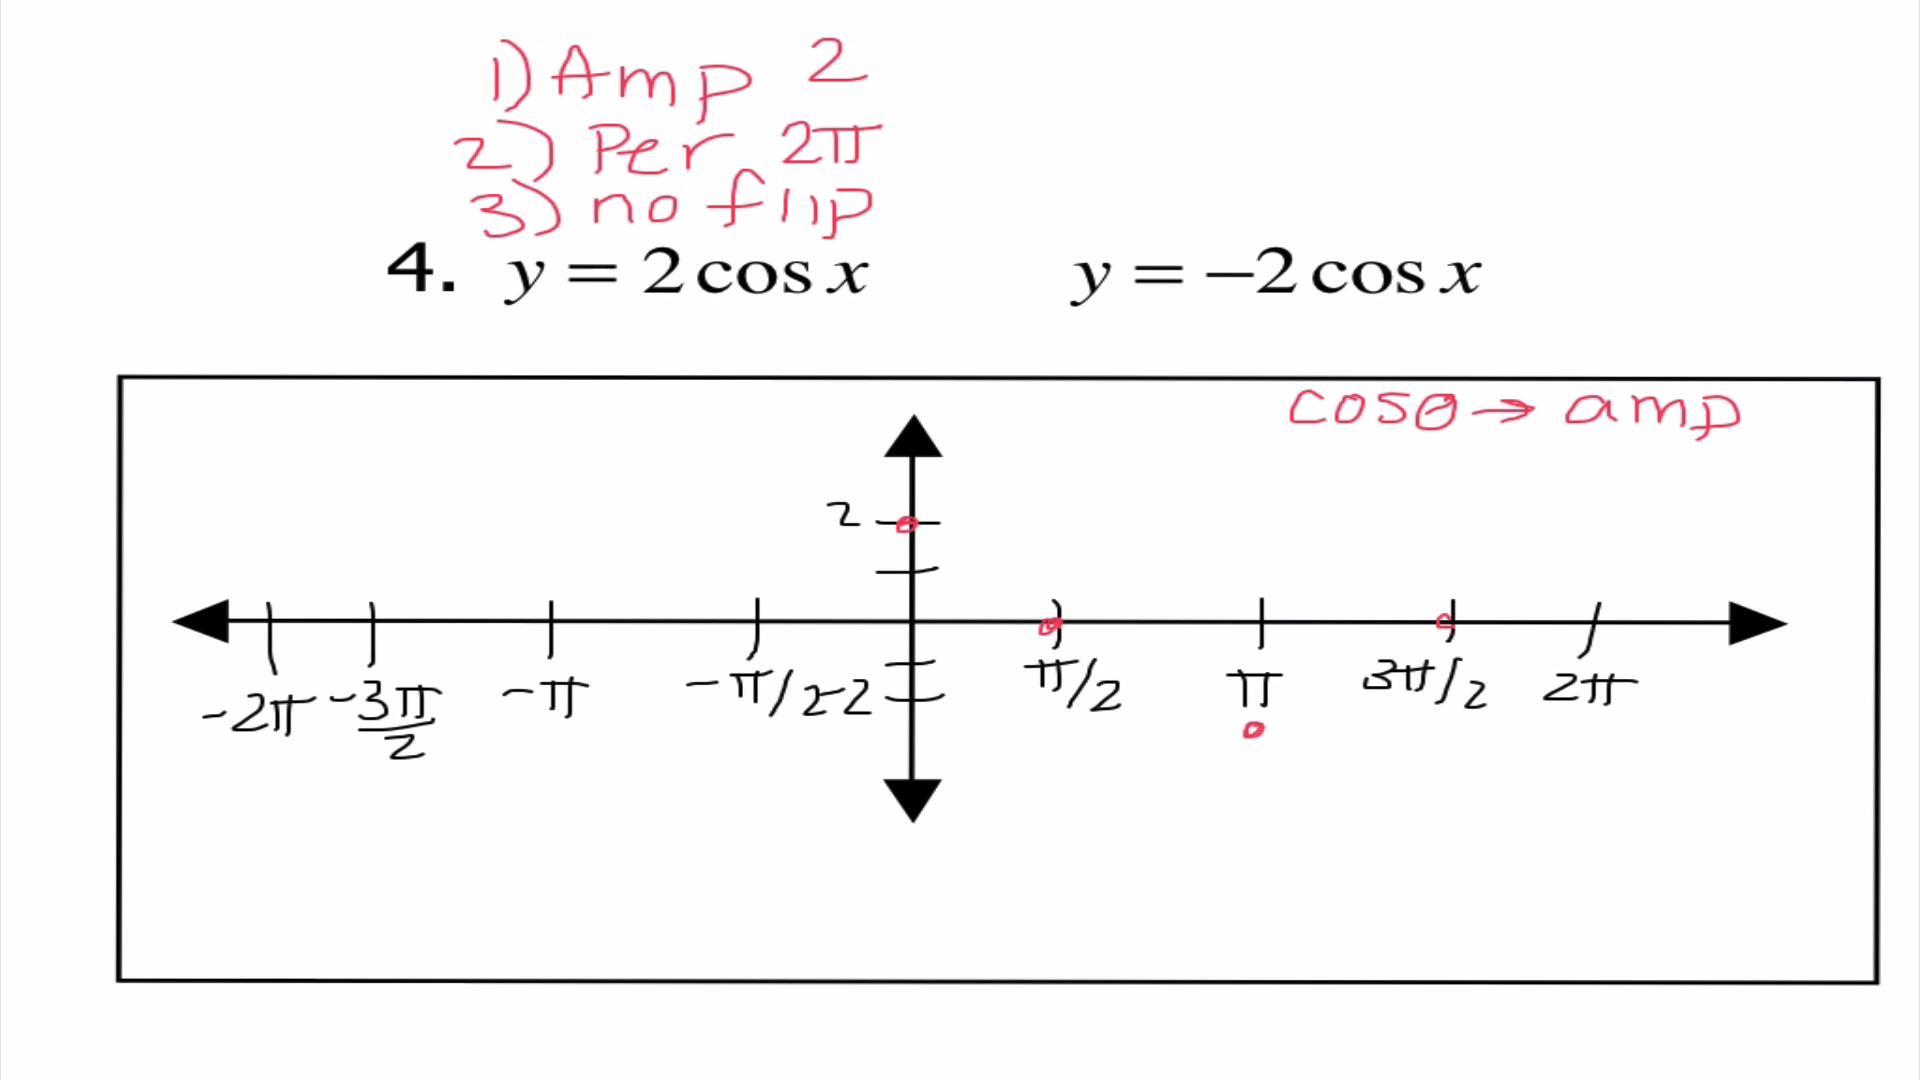 1) Amp 2
2) Per 2π
3) no flip
4. y = 2 cos x y = −2 cos x
cosθ → amp
2
-2π -3π/2 -π -π/2 -2 π/2 π 3π/2 2π